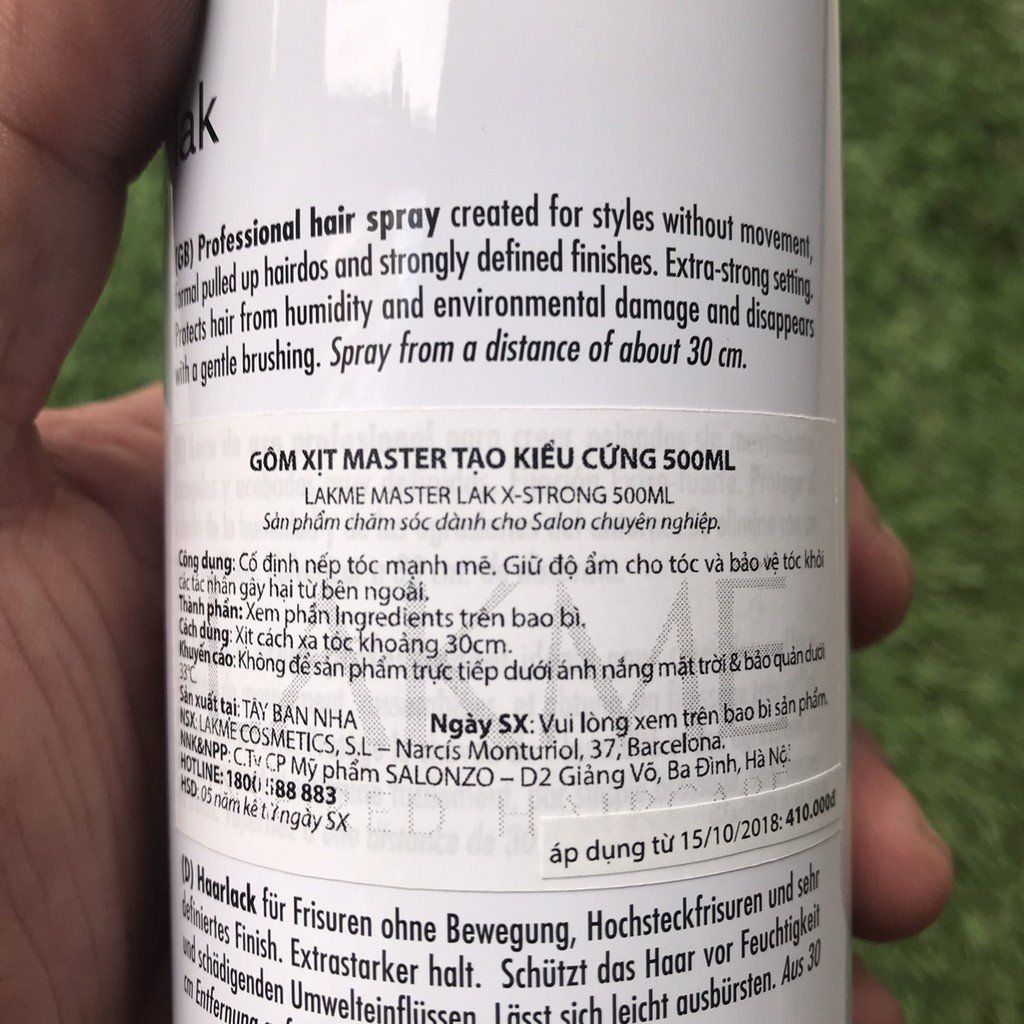 lak
(GB) Professional hair spray created for styles without movement,
formal pulled up hairdos and strongly defined finishes. Extra-strong setting.
Protects hair from humidity and environmental damage and disappears
with a gentle brushing. Spray from a distance of about 30 cm.
GÔM XỊT MASTER TẠO KIỂU CỨNG 500ML
LAKME MASTER LAK X-STRONG 500ML
Sản phẩm chăm sóc dành cho Salon chuyên nghiệp.
Công dụng: Cố định nếp tóc mạnh mẽ. Giữ độ ẩm cho tóc và bảo vệ tóc khỏi
các tác nhân gây hại từ bên ngoài.
Thành phần: Xem phần Ingredients trên bao bì.
Cách dùng: Xịt cách xa tóc khoảng 30cm.
Khuyến cáo: Không để sản phẩm trực tiếp dưới ánh nắng mặt trời & bảo quản dưới
33°C.
Sản xuất tại: TÂY BAN NHA Ngày SX: Vui lòng xem trên bao bì sản phẩm.
NSX: LAKME COSMETICS, S.L – Narcís Monturiol, 37, Barcelona.
NNK&NPP: C.Ty CP Mỹ phẩm SALONZO – D2 Giảng Võ, Ba Đình, Hà Nội.
HOTLINE: 1800 588 883
HSD: 05 năm kể từ ngày SX
áp dụng từ 15/10/2018: 410.000đ
LAKMĒ
(D) Haarlack für Frisuren ohne Bewegung, Hochsteckfrisuren und sehr
definiertes Finish. Extrastarker halt. Schützt das Haar vor Feuchtigkeit
und schädigenden Umwelteinflüssen. Lässt sich leicht ausbürsten. Aus 30
cm Entfernung